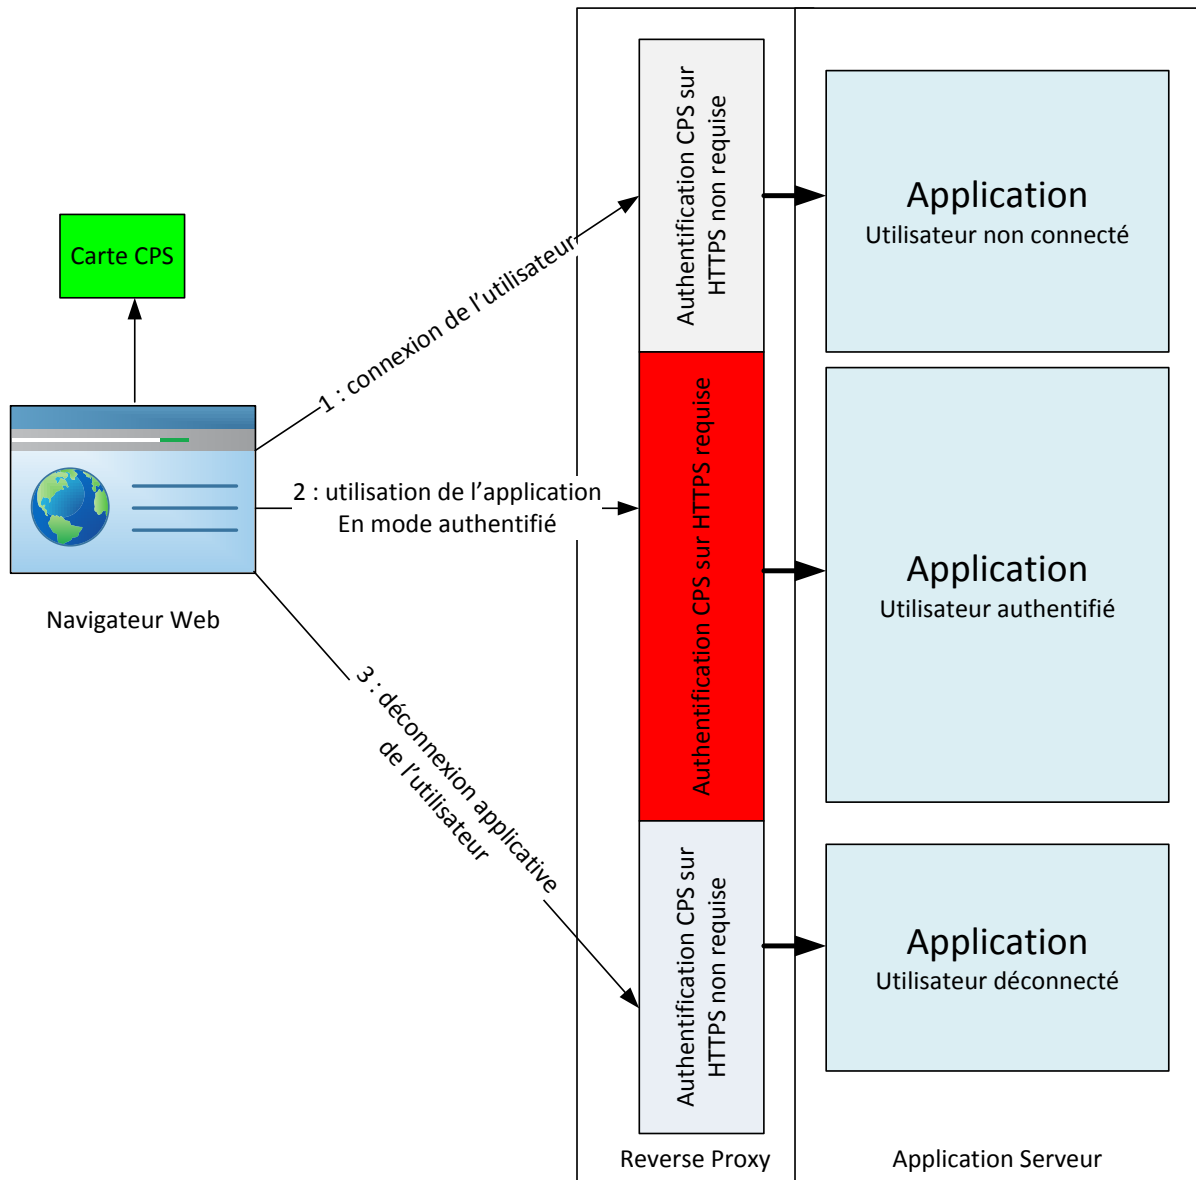 Carte CPS
Navigateur Web
1 : connexion de l’utilisateur
2 : utilisation de l’application
En mode authentifié
3 : déconnexion applicative
de l’utilisateur
Authentification CPS sur
HTTPS non requise
Authentification CPS sur HTTPS requise
Authentification CPS sur
HTTPS non requise
Reverse Proxy
Application
Utilisateur non connecté
Application
Utilisateur authentifié
Application
Utilisateur déconnecté
Application Serveur